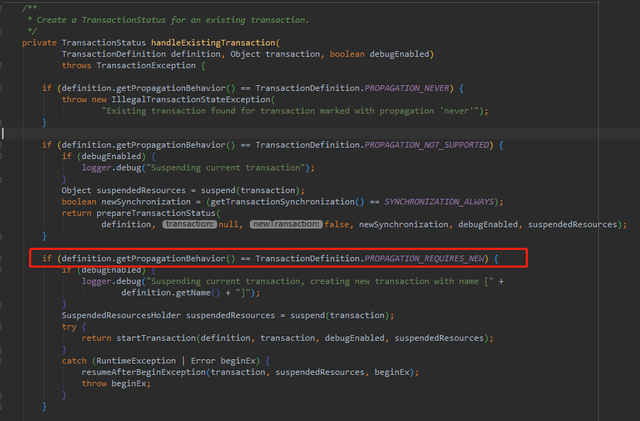 /**
 * Create a TransactionStatus for an existing transaction.
 */
private TransactionStatus handleExistingTransaction(
TransactionDefinition definition, Object transaction, boolean debugEnabled)
throws TransactionException {
if (definition.getPropagationBehavior() == TransactionDefinition.PROPAGATION_NEVER) {
throw new IllegalTransactionStateException(
"Existing transaction found for transaction marked with propagation 'never'");
}
if (definition.getPropagationBehavior() == TransactionDefinition.PROPAGATION_NOT_SUPPORTED) {
if (debugEnabled) {
logger.debug("Suspending current transaction");
}
Object suspendedResources = suspend(transaction);
boolean newSynchronization = (getTransactionSynchronization() == SYNCHRONIZATION_ALWAYS);
return prepareTransactionStatus(
definition, transaction: null, newTransaction: false, newSynchronization, debugEnabled, suspendedResources);
}
if (definition.getPropagationBehavior() == TransactionDefinition.PROPAGATION_REQUIRES_NEW) {
if (debugEnabled) {
logger.debug("Suspending current transaction, creating new transaction with name [" +
definition.getName() + "]");
}
SuspendedResourcesHolder suspendedResources = suspend(transaction);
try {
return startTransaction(definition, transaction, debugEnabled, suspendedResources);
}
catch (RuntimeException | Error beginEx) {
resumeAfterBeginException(transaction, suspendedResources, beginEx);
throw beginEx;
}
}